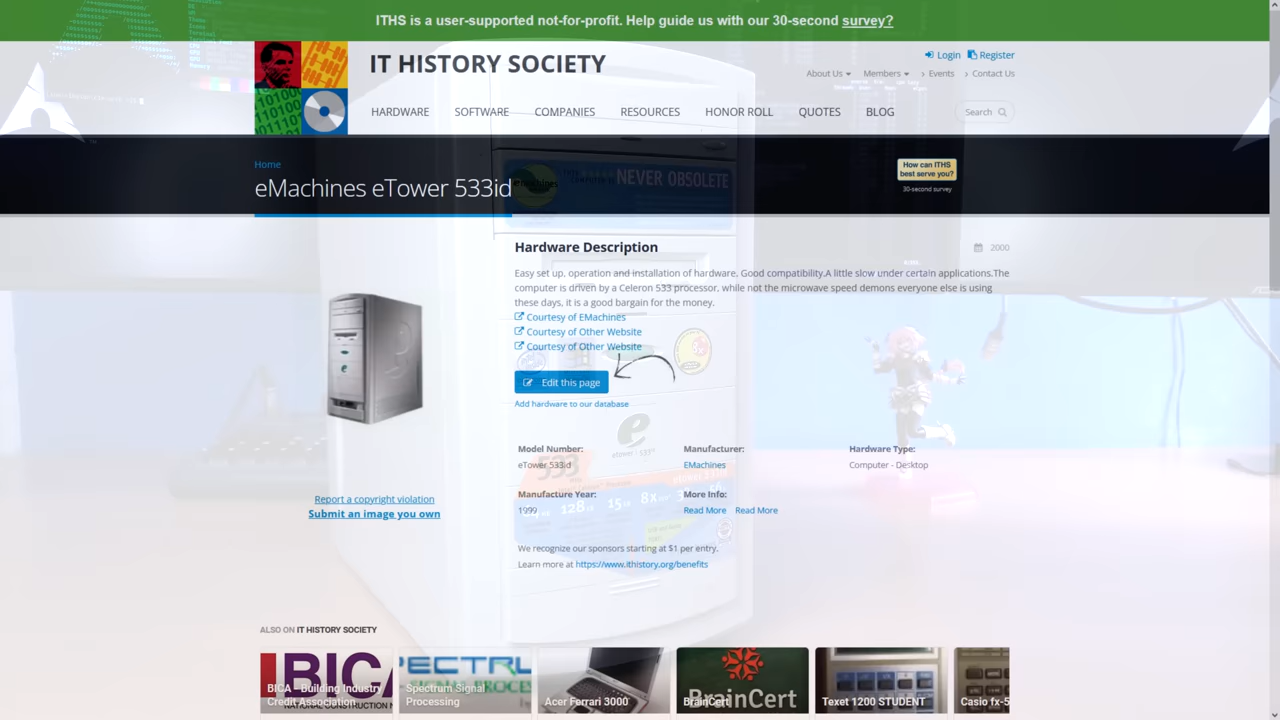 ITHS is a user-supported not-for-profit. Help guide us with our 30-second survey?
IT HISTORY SOCIETY
Login Register
About Us Members Events Contact Us
HARDWARE SOFTWARE COMPANIES RESOURCES HONOR ROLL QUOTES BLOG Search
Home
How can ITHS
best serve you?
30-second survey
eMachines eTower 533id
NEVER OBSOLETE
Hardware Description
2000
Easy set up, operation and installation of hardware, Good compatibility.A little slow under certain applications.The
computer is driven by a Celeron 533 processor, while not the microwave speed demons everyone else is using
these days, it is a good bargain for the money.
Courtesy of EMachines
Courtesy of Other Website
Courtesy of Other Website
Edit this page
Add hardware to our database
Model Number: Manufacturer: Hardware Type:
eTower 533id EMachines Computer - Desktop
Manufacture Year: More Info:
1999 Read More Read More
533
128 15 8x
Report a copyright violation
Submit an image you own
We recognize our sponsors starting at $1 per entry.
Learn more at https://www.ithistory.org/benefits
ALSO ON IT HISTORY SOCIETY
BICA - Building Industry
Credit Association
Spectrum Signal
Processing
Acer Ferrari 3000
BrainCert
Texet 1200 STUDENT
Casio fx-5